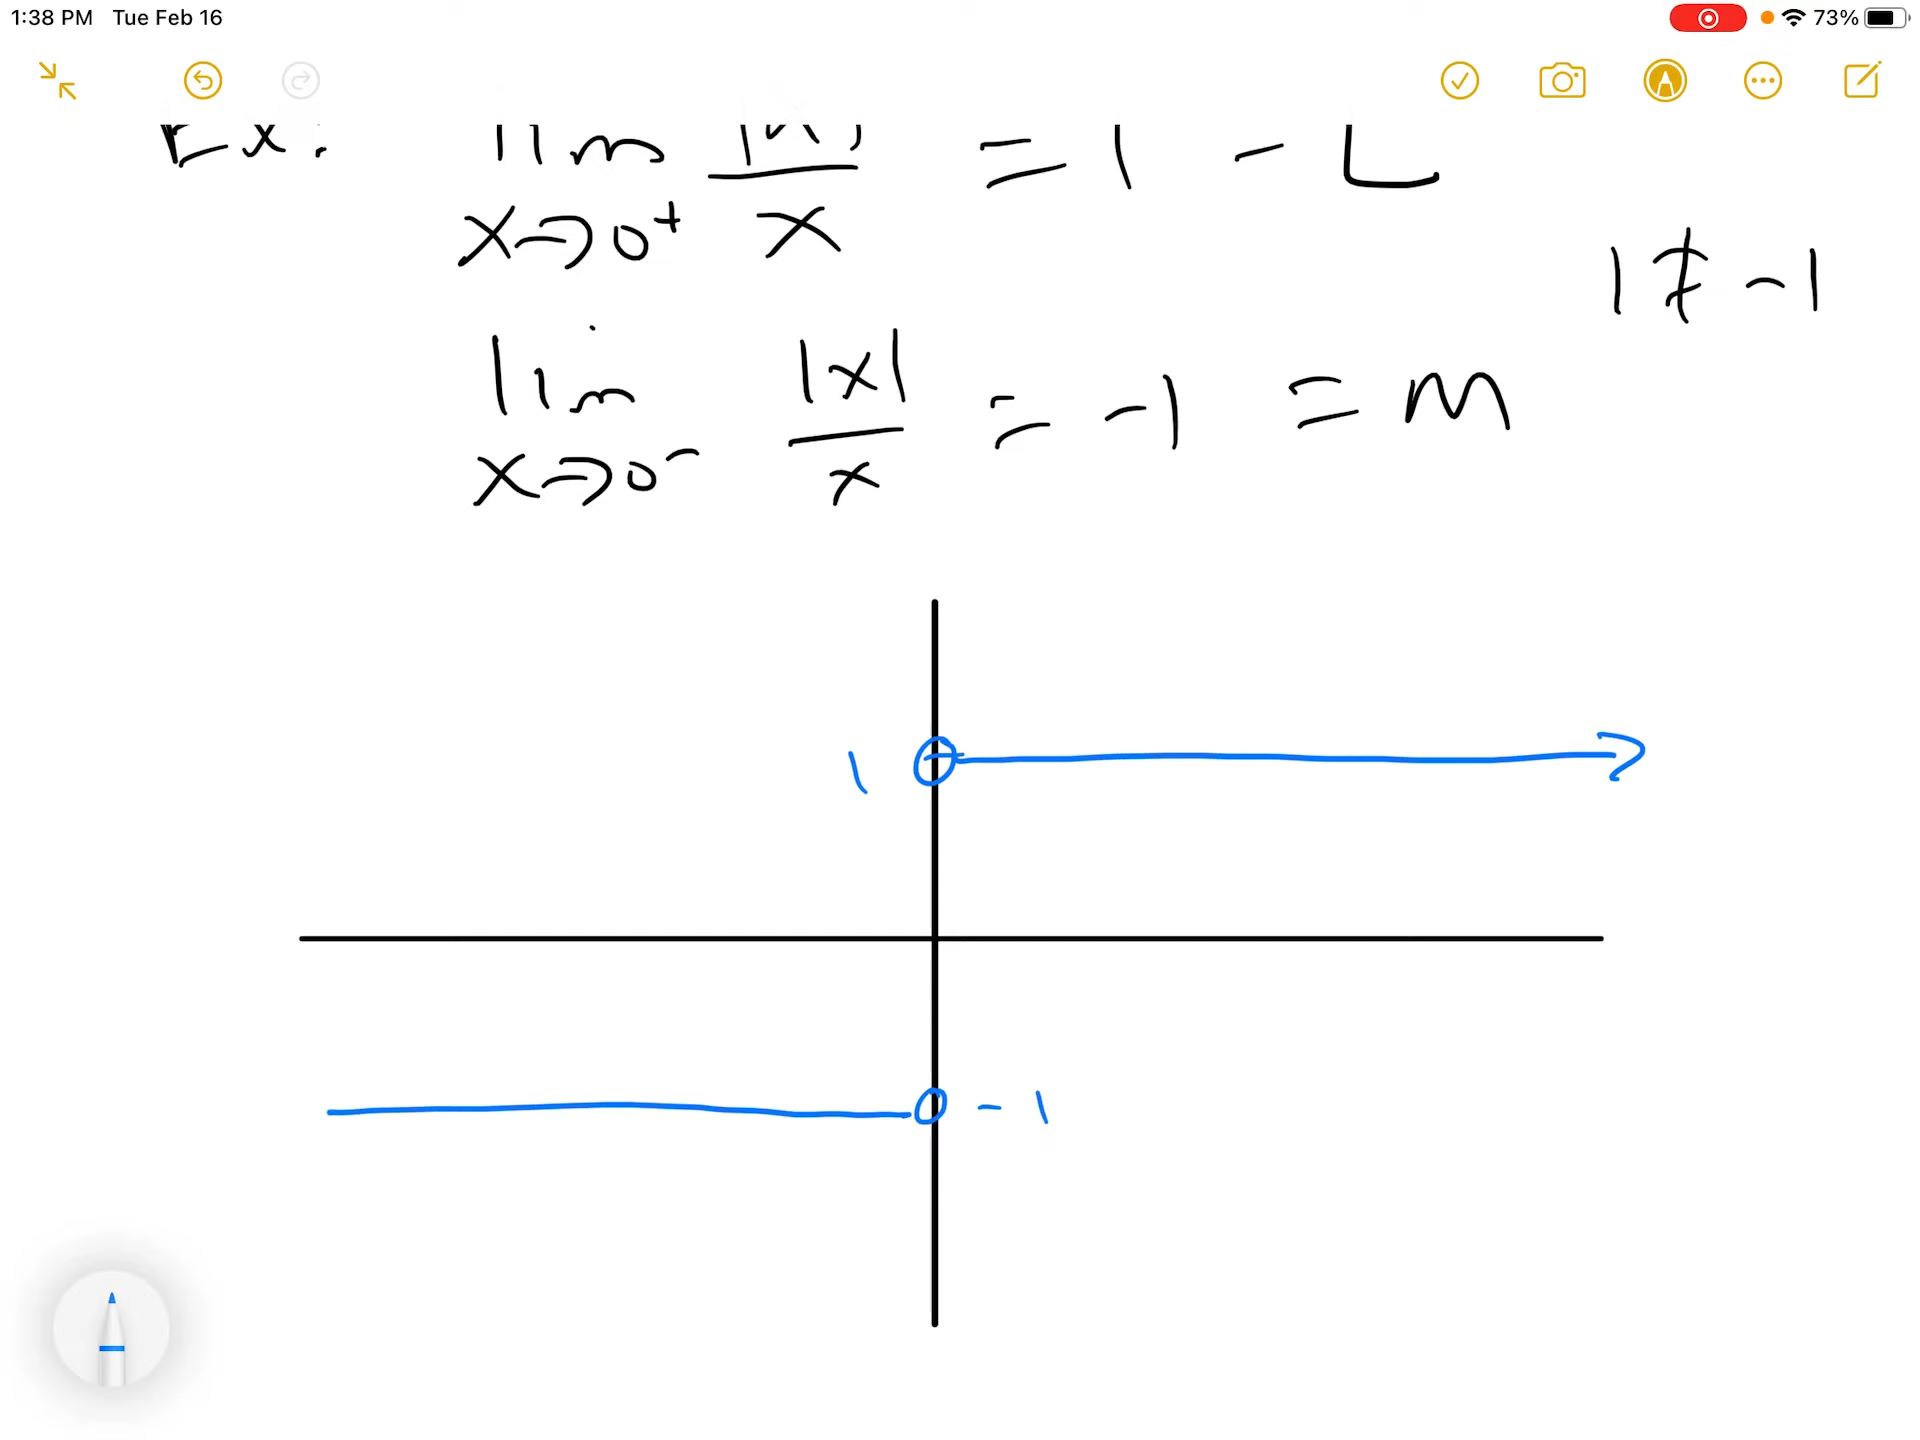 1:38 PM Tue Feb 16 73%
Ex: lim |x| = 1 - L
x→0⁺ x
1 ≠ -1
lim |x| = -1 = M
x→0⁻ x
1
-1